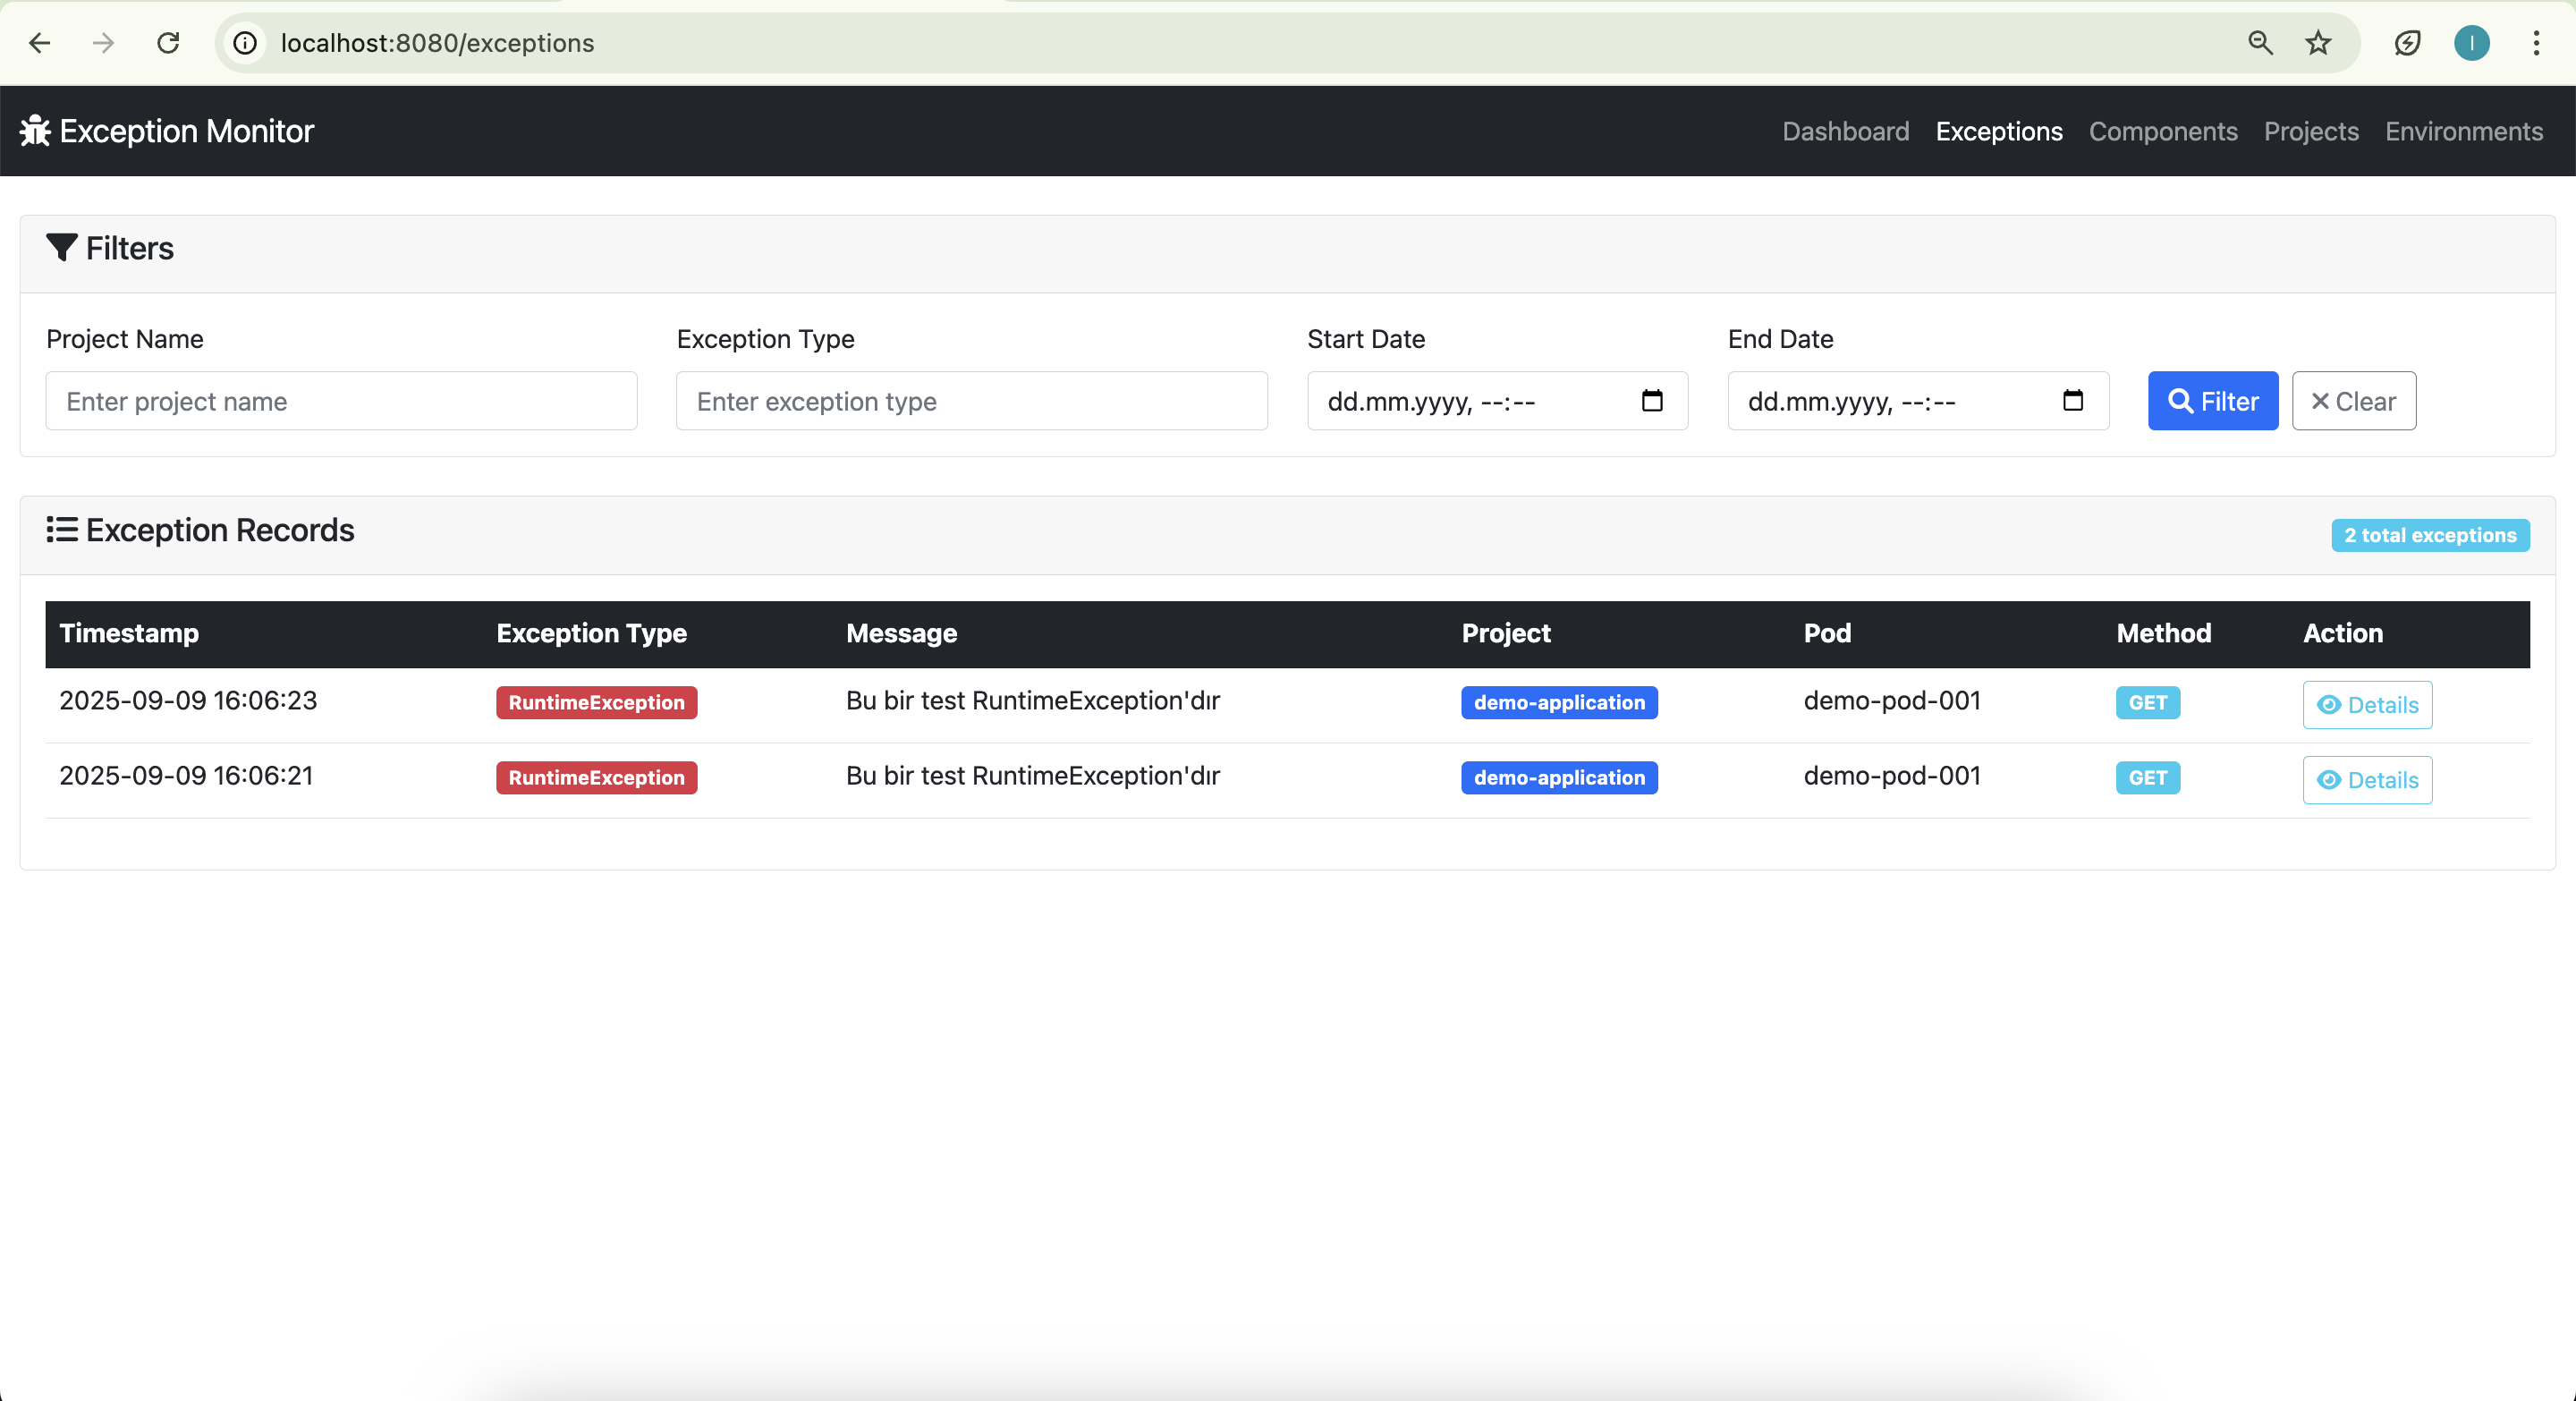 localhost:8080/exceptions
I
Exception Monitor
Dashboard Exceptions Components Projects Environments
Filters
Project Name Exception Type Start Date End Date
Enter project name Enter exception type dd.mm.yyyy, --:-- dd.mm.yyyy, --:-- Filter Clear
Exception Records
2 total exceptions
Timestamp Exception Type Message Project Pod Method Action
2025-09-09 16:06:23 RuntimeException Bu bir test RuntimeException'dır demo-application demo-pod-001 GET Details
2025-09-09 16:06:21 RuntimeException Bu bir test RuntimeException'dır demo-application demo-pod-001 GET Details